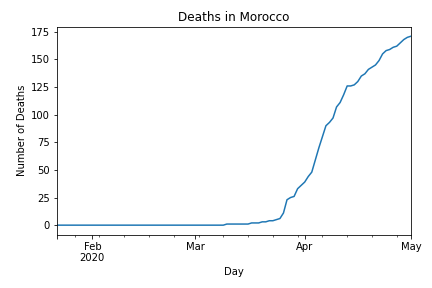 Deaths in Morocco
175
150
125
100
75
50
25
0
Number of Deaths
Feb
2020
Mar
Apr
May
Day